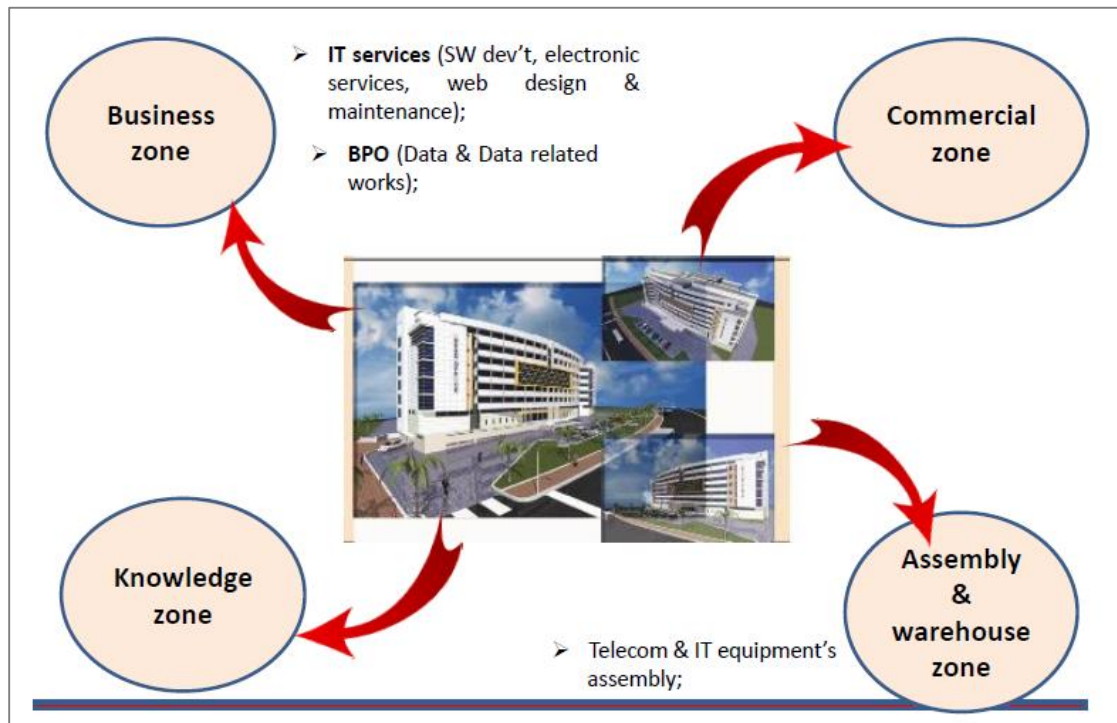 Business
zone
➢ IT services (SW dev’t, electronic
services, web design &
maintenance);
➢ BPO (Data & Data related
works);
Commercial
zone
Knowledge
zone
➢ Telecom & IT equipment’s
assembly;
Assembly
&
warehouse
zone